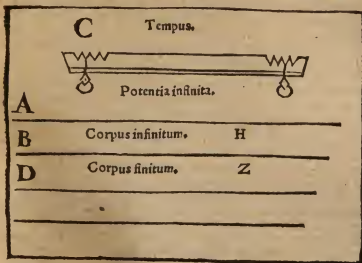 C Tempus.
Potentia infinita.
A
B Corpus infinitum. H
D Corpus finitum. Z